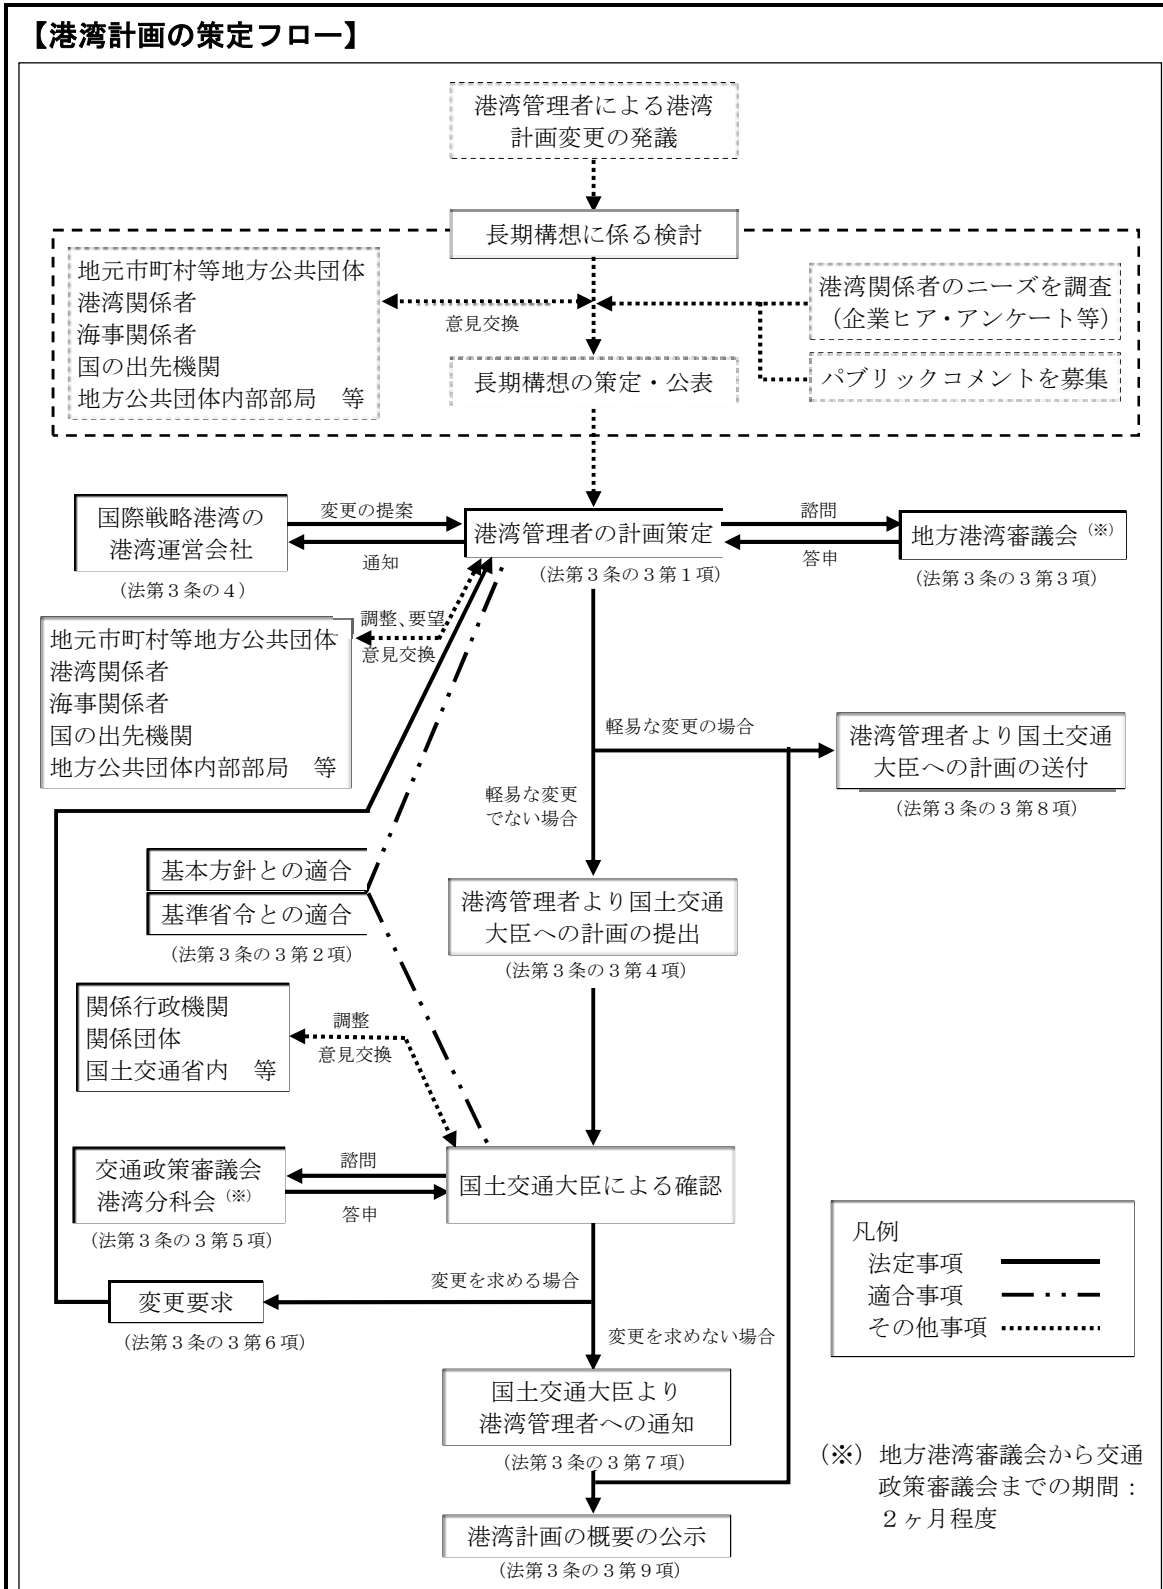 【港湾計画の策定フロー】
港湾管理者による港湾
計画変更の発議
長期構想に係る検討
地元市町村等地方公共団体
港湾関係者
海事関係者
国の出先機関
地方公共団体内部部局　等
意見交換
港湾関係者のニーズを調査
（企業ヒア・アンケート等）
パブリックコメントを募集
長期構想の策定・公表
国際戦略港湾の
港湾運営会社
（法第３条の４）
変更の提案
通知
港湾管理者の計画策定
（法第３条の３第１項）
諮問
答申
地方港湾審議会（※）
（法第３条の３第３項）
地元市町村等地方公共団体
港湾関係者
海事関係者
国の出先機関
地方公共団体内部部局　等
調整、要望
意見交換
軽易な変更の場合
港湾管理者より国土交通
大臣への計画の送付
（法第３条の３第８項）
軽易な変更
でない場合
基本方針との適合
基準省令との適合
（法第３条の３第２項）
港湾管理者より国土交通
大臣への計画の提出
（法第３条の３第４項）
関係行政機関
関係団体
国土交通省内　等
調整
意見交換
交通政策審議会
港湾分科会（※）
（法第３条の３第５項）
諮問
答申
国土交通大臣による確認
変更を求める場合
変更要求
（法第３条の３第６項）
変更を求めない場合
国土交通大臣より
港湾管理者への通知
（法第３条の３第７項）
港湾計画の概要の公示
（法第３条の３第９項）
凡例
法定事項
適合事項
その他事項
（※）地方港湾審議会から交通
政策審議会までの期間：
２ヶ月程度